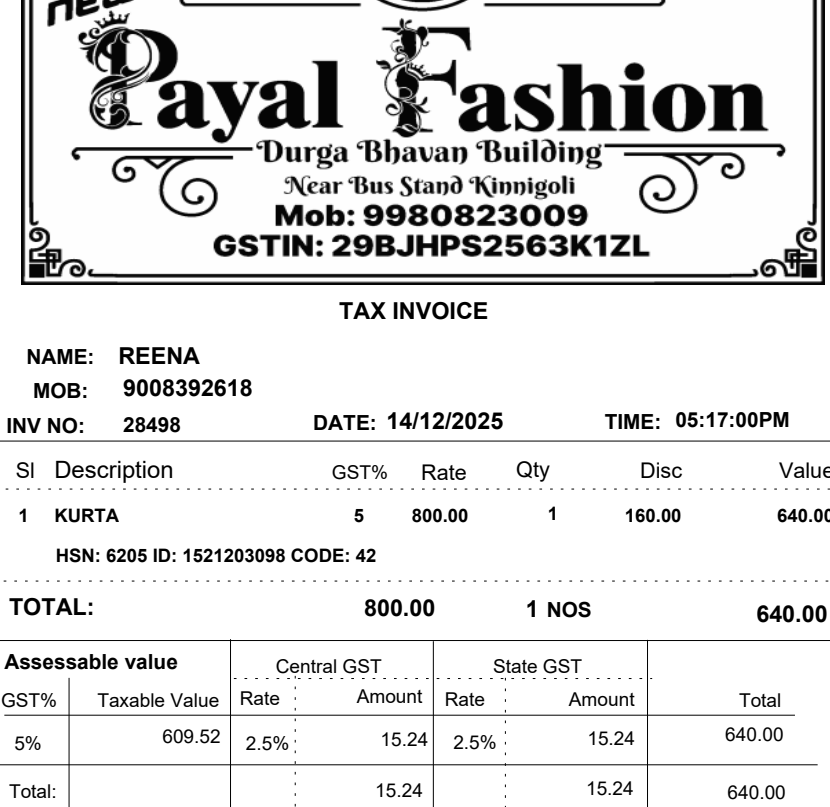 new
Payal Fashion
Durga Bhavan Building
Near Bus Stand Kinnigoli
Mob: 9980823009
GSTIN: 29BJHPS2563K1ZL
TAX INVOICE
NAME: REENA
MOB: 9008392618
INV NO: 28498 DATE: 14/12/2025 TIME: 05:17:00PM
Sl Description GST% Rate Qty Disc Value
1 KURTA 5 800.00 1 160.00 640.00
HSN: 6205 ID: 1521203098 CODE: 42
TOTAL: 800.00 1 NOS 640.00
Assessable value Central GST State GST
GST% Taxable Value Rate Amount Rate Amount Total
5% 609.52 2.5% 15.24 2.5% 15.24 640.00
Total: 15.24 15.24 640.00